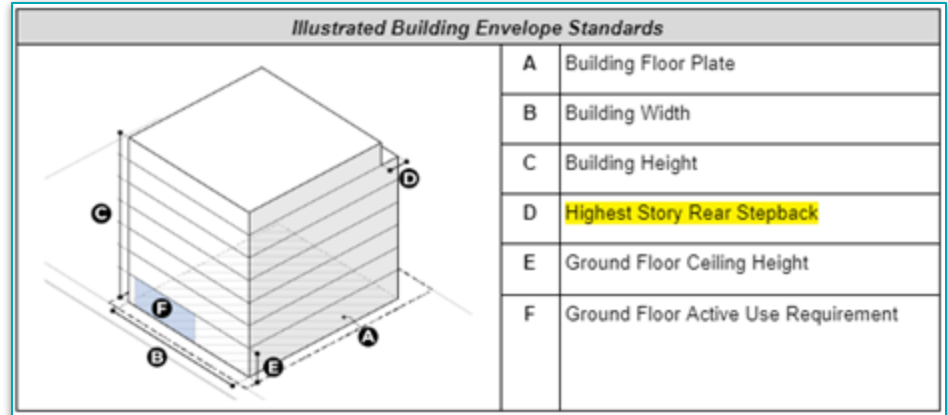 Illustrated Building Envelope Standards
A Building Floor Plate
B Building Width
C Building Height
D Highest Story Rear Stepback
E Ground Floor Ceiling Height
F Ground Floor Active Use Requirement
D
C
F
A
B
E